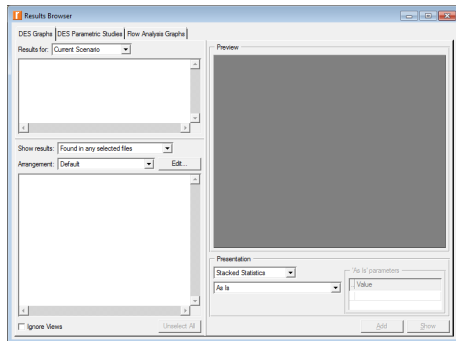 Results Browser
DES Graphs DES Parametric Studies Flow Analysis Graphs
Results for: Current Scenario
Show results: Found in any selected files
Arrangement: Default Edit...
Ignore Views Unselect All
Preview
Presentation
Stacked Statistics
As Is
'As Is' parameters
Value
Add Show